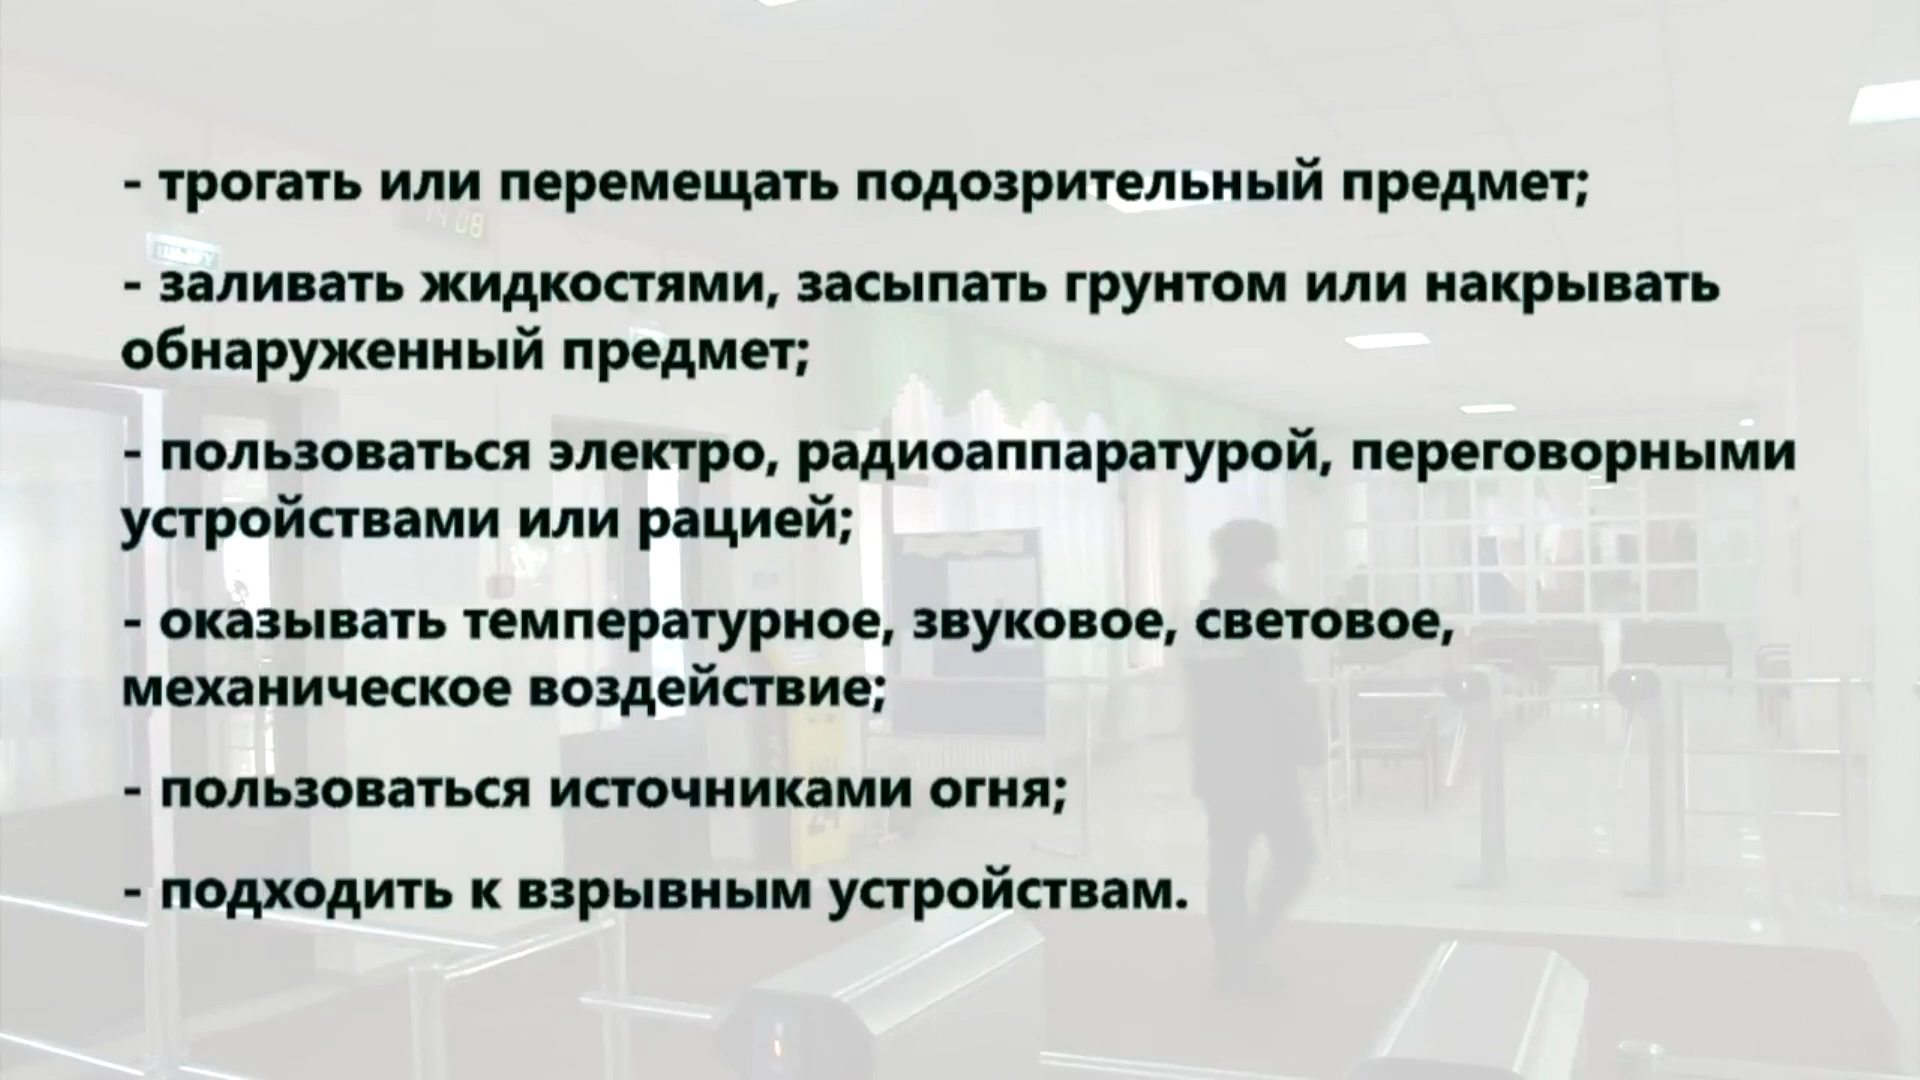 - трогать или перемещать подозрительный предмет;
- заливать жидкостями, засыпать грунтом или накрывать
обнаруженный предмет;
- пользоваться электро, радиоаппаратурой, переговорными
устройствами или рацией;
- оказывать температурное, звуковое, световое,
механическое воздействие;
- пользоваться источниками огня;
- подходить к взрывным устройствам.